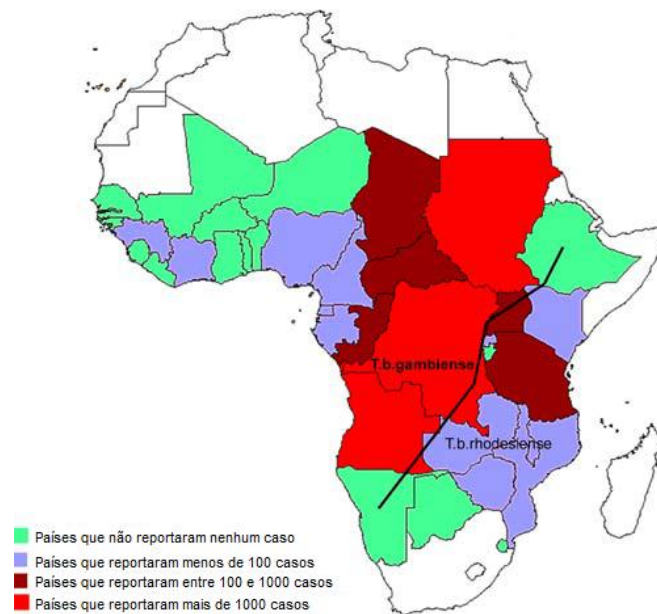 T.b.gambiense
T.b.rhodesiense
Países que não reportaram nenhum caso
Países que reportaram menos de 100 casos
Países que reportaram entre 100 e 1000 casos
Países que reportaram mais de 1000 casos